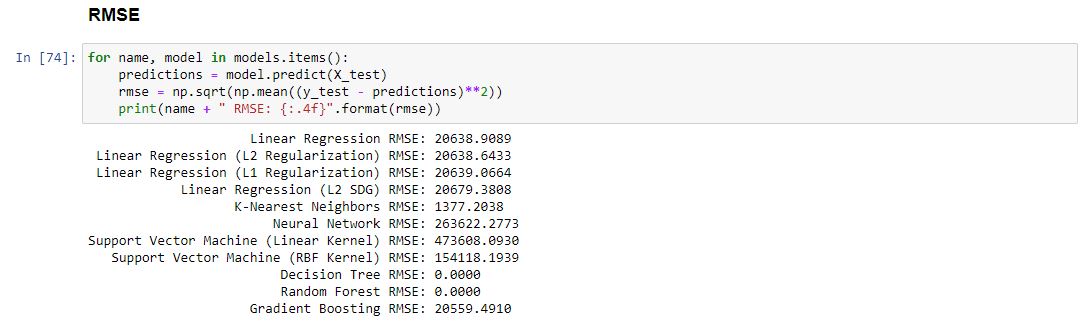 RMSE
In [74]: for name, model in models.items():
predictions = model.predict(X_test)
rmse = np.sqrt(np.mean((y_test - predictions)**2))
print(name + " RMSE: {:.4f}".format(rmse))
Linear Regression RMSE: 20638.9089
Linear Regression (L2 Regularization) RMSE: 20638.6433
Linear Regression (L1 Regularization) RMSE: 20639.0664
Linear Regression (L2 SDG) RMSE: 20679.3808
K-Nearest Neighbors RMSE: 1377.2038
Neural Network RMSE: 263622.2773
Support Vector Machine (Linear Kernel) RMSE: 473608.0930
Support Vector Machine (RBF Kernel) RMSE: 154118.1939
Decision Tree RMSE: 0.0000
Random Forest RMSE: 0.0000
Gradient Boosting RMSE: 20559.4910